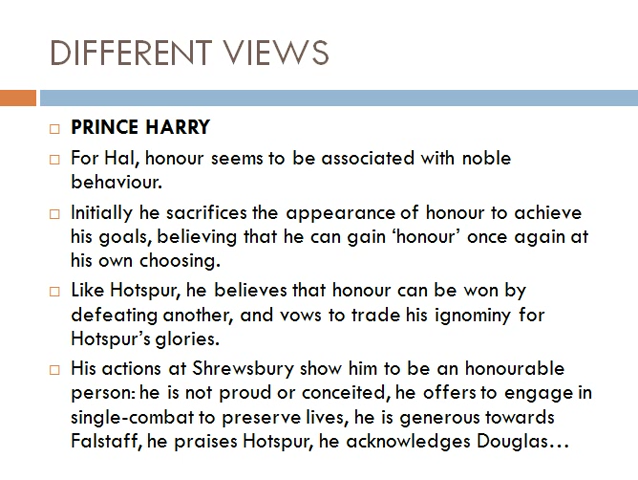 DIFFERENT VIEWS
PRINCE HARRY
For Hal, honour seems to be associated with noble
behaviour.
Initially he sacrifices the appearance of honour to achieve
his goals, believing that he can gain ‘honour’ once again at
his own choosing.
Like Hotspur, he believes that honour can be won by
defeating another, and vows to trade his ignominy for
Hotspur’s glories.
His actions at Shrewsbury show him to be an honourable
person: he is not proud or conceited, he offers to engage in
single-combat to preserve lives, he is generous towards
Falstaff, he praises Hotspur, he acknowledges Douglas…